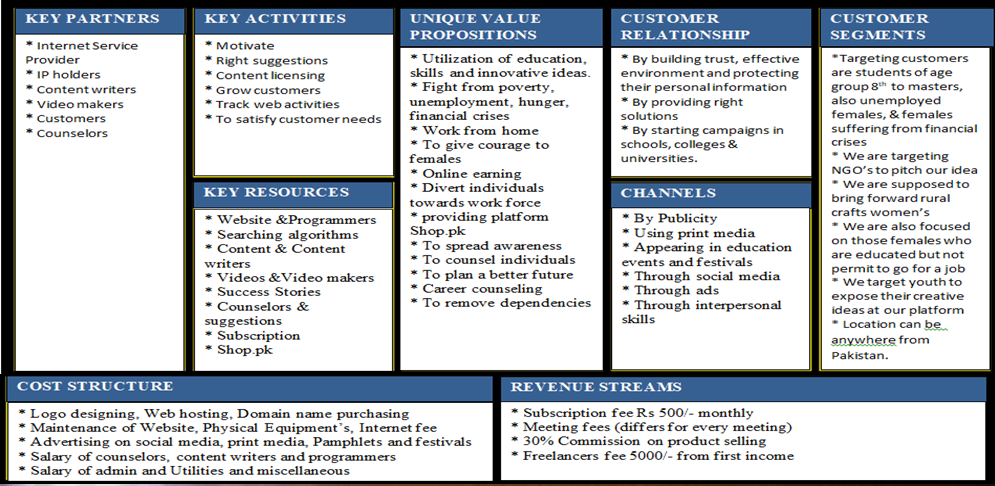 KEY PARTNERS
* Internet Service
Provider
* IP holders
* Content writers
* Video makers
* Customers
* Counselors
KEY ACTIVITIES
* Motivate
* Right suggestions
* Content licensing
* Grow customers
* Track web activities
* To satisfy customer needs
KEY RESOURCES
* Website &Programmers
* Searching algorithms
* Content & Content
writers
* Videos &Video makers
* Success Stories
* Counselors &
suggestions
* Subscription
* Shop.pk
UNIQUE VALUE
PROPOSITIONS
* Utilization of education,
skills and innovative ideas.
* Fight from poverty,
unemployment, hunger,
financial crises
* Work from home
* To give courage to
females
* Online earning
* Divert individuals
towards work force
* providing platform
Shop.pk
* To spread awareness
* To counsel individuals
* To plan a better future
* Career counseling
* To remove dependencies
CUSTOMER
RELATIONSHIP
* By building trust, effective
environment and protecting
their personal information
* By providing right
solutions
* By starting campaigns in
schools, colleges &
universities.
CHANNELS
* By Publicity
* Using print media
* Appearing in education
events and festivals
* Through social media
* Through ads
* Through interpersonal
skills
CUSTOMER
SEGMENTS
*Targeting customers
are students of age
group 8th to masters,
also unemployed
females, & females
suffering from financial
crises
* We are targeting
NGO's to pitch our idea
* We are supposed to
bring forward rural
crafts women's
* We are also focused
on those females who
are educated but not
permit to go for a job
* We target youth to
expose their creative
ideas at our platform
* Location can be
anywhere from
Pakistan.
COST STRUCTURE
* Logo designing, Web hosting, Domain name purchasing
* Maintenance of Website, Physical Equipment's, Internet fee
* Advertising on social media, print media, Pamphlets and festivals
* Salary of counselors, content writers and programmers
* Salary of admin and Utilities and miscellaneous
REVENUE STREAMS
* Subscription fee Rs 500/- monthly
* Meeting fees (differs for every meeting)
* 30% Commission on product selling
* Freelancers fee 5000/- from first income